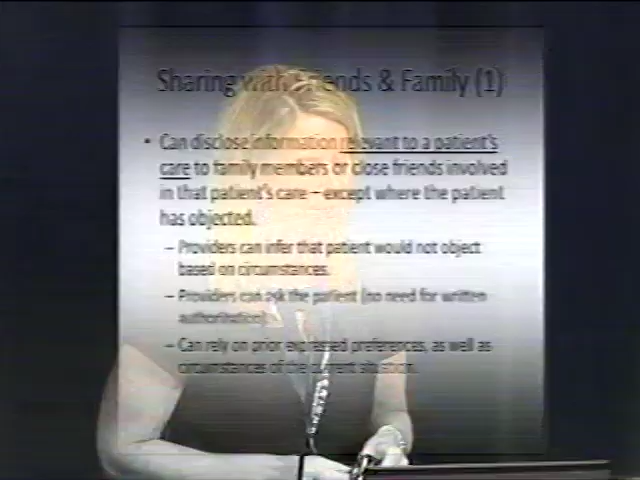 Sharing with Friends & Family (1)
• Can disclose information relevant to a patient's
care to family members or close friends involved
in that patient's care – except where the patient
has objected.
– Providers can infer that patient would not object
based on circumstances.
– Providers can ask the patient (no need for written
authorization)
– Can rely on prior expressed preferences, as well as
circumstances of the current situation.